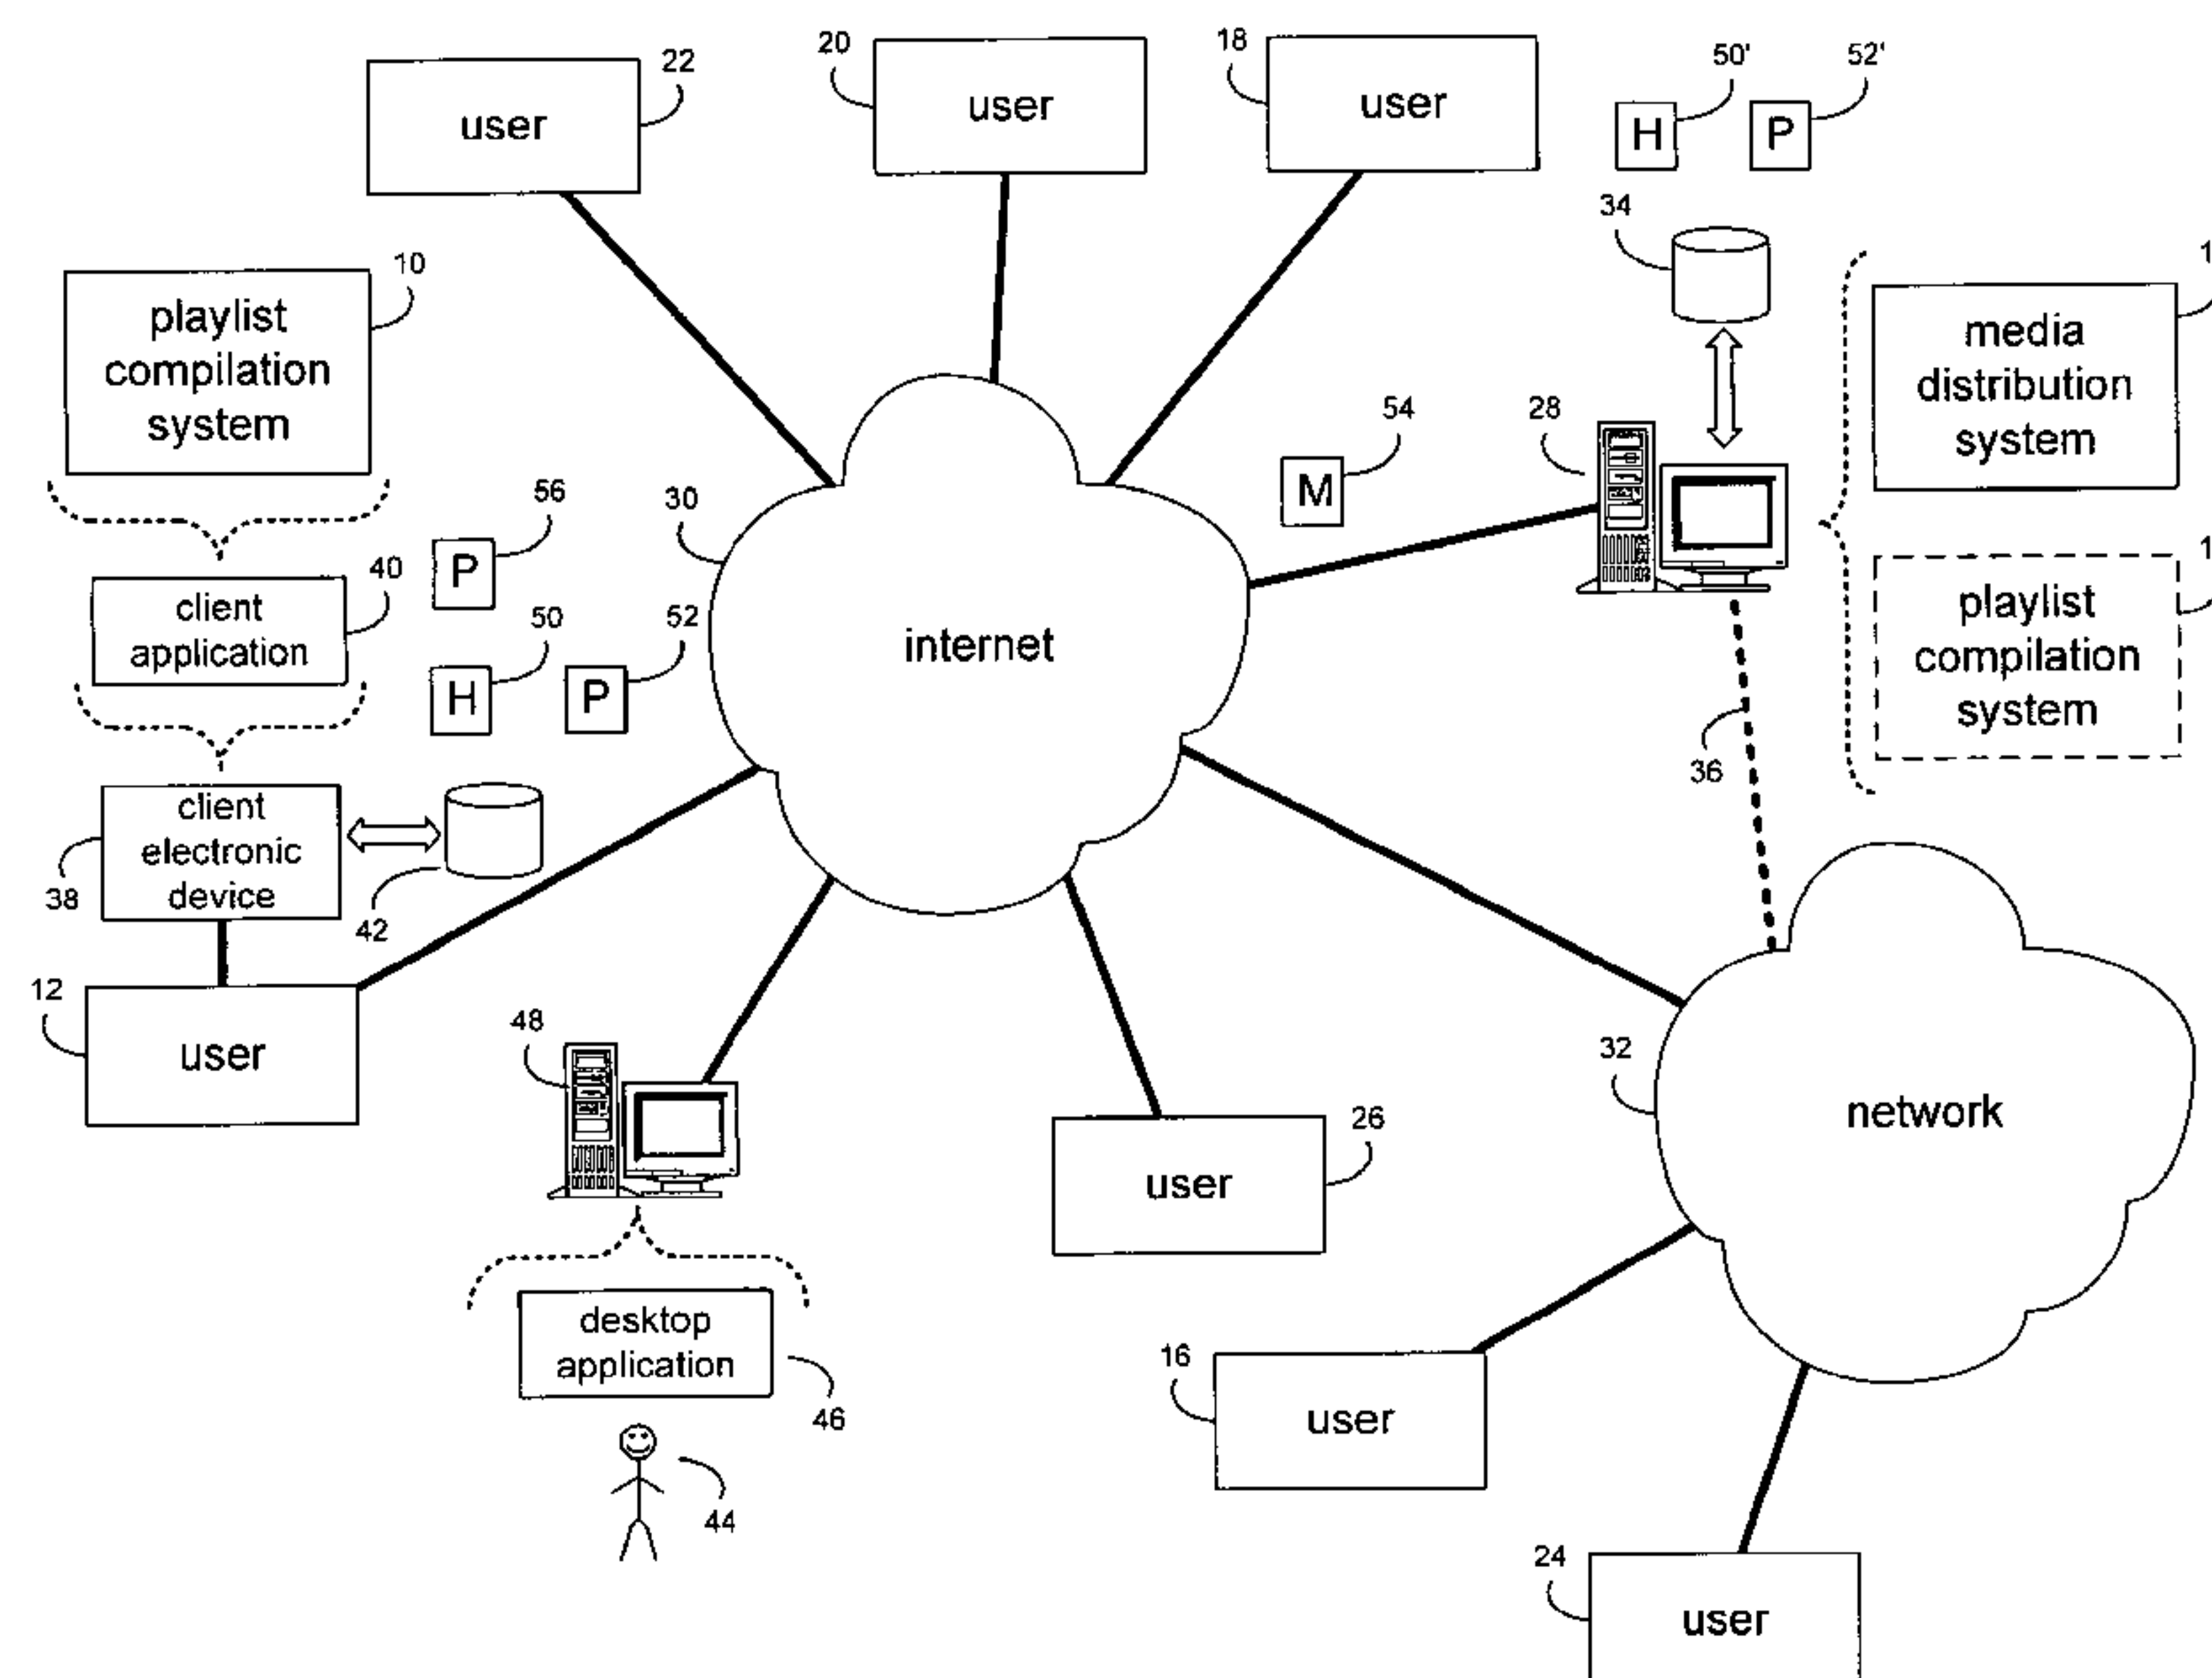 22
user
20
user
18
user
50'
52'
H
P
34
10
playlist
compilation
system
media
distribution
system
56
P
30
54
M
28
40
client
application
50
H
52
P
internet
playlist
compilation
system
36
client
electronic
device
38
42
12
user
48
32
network
26
user
desktop
application
46
16
user
44
24
user